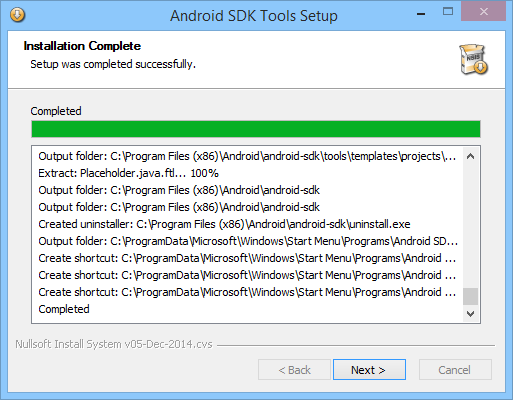 Android SDK Tools Setup
Installation Complete
Setup was completed successfully.
NSIS
Completed
Output folder: C:\Program Files (x86)\Android\android-sdk\tools\templates\projects\...
Extract: Placeholder.java.ftl... 100%
Output folder: C:\Program Files (x86)\Android\android-sdk
Output folder: C:\Program Files (x86)\Android\android-sdk
Created uninstaller: C:\Program Files (x86)\Android\android-sdk\uninstall.exe
Output folder: C:\ProgramData\Microsoft\Windows\Start Menu\Programs\Android SD...
Create shortcut: C:\ProgramData\Microsoft\Windows\Start Menu\Programs\Android ...
Create shortcut: C:\ProgramData\Microsoft\Windows\Start Menu\Programs\Android ...
Create shortcut: C:\ProgramData\Microsoft\Windows\Start Menu\Programs\Android ...
Completed
Nullsoft Install System v05-Dec-2014.cvs
< Back Next > Cancel